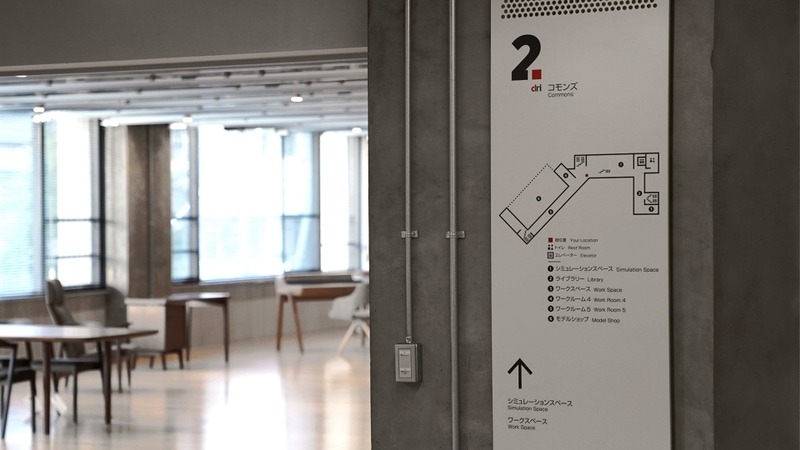 2.
dri コモンズ
Commons
現在地 Your Location
トイレ Rest Room
エレベーター Elevator
1 シミュレーションスペース Simulation Space
2 ライブラリー Library
3 ワークスペース Work Space
4 ワークルーム 4 Work Room 4
5 ワークルーム 5 Work Room 5
6 モデルショップ Model Shop
シミュレーションスペース
Simulation Space
ワークスペース
Work Space